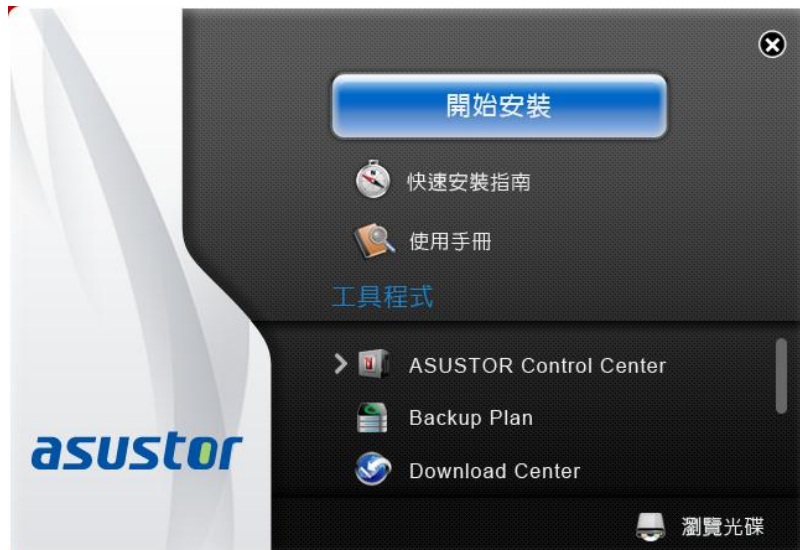 開始安裝
快速安裝指南
使用手冊
工具程式
ASUSTOR Control Center
Backup Plan
Download Center
asustor
瀏覽光碟